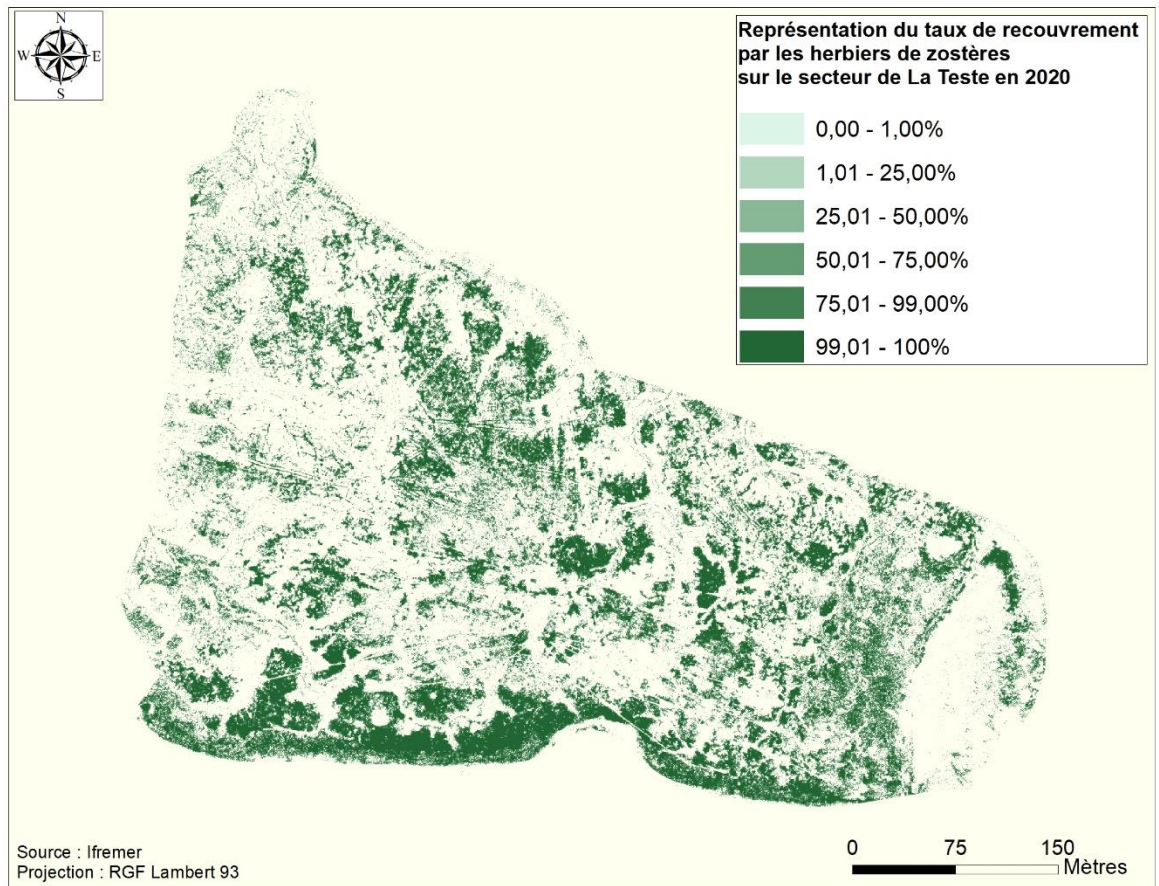 N
W E
S
Représentation du taux de recouvrement
par les herbiers de zostères
sur le secteur de La Teste en 2020
0,00 - 1,00%
1,01 - 25,00%
25,01 - 50,00%
50,01 - 75,00%
75,01 - 99,00%
99,01 - 100%
Source : Ifremer
Projection : RGF Lambert 93
0 75 150
Mètres